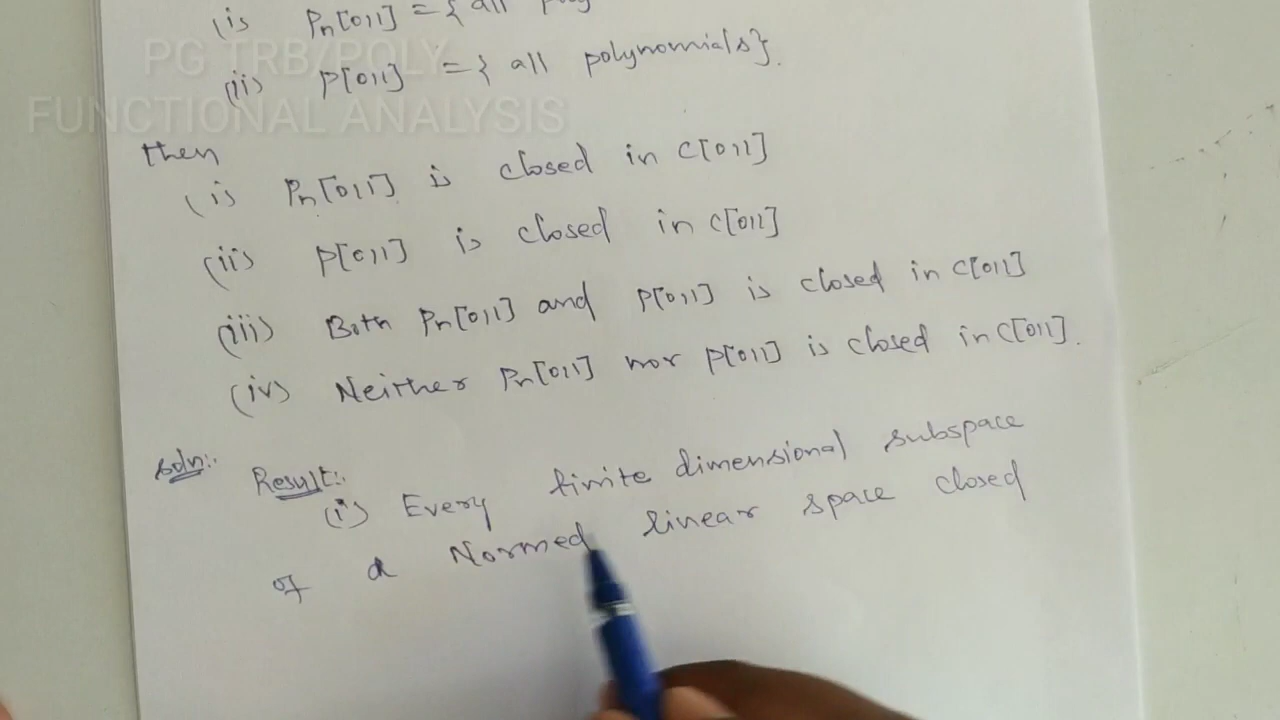 (i) Pn[0,1] = { all poly
(ii) P[0,1] = { all polynomials}.
PG TRB/POLY
FUNCTIONAL ANALYSIS
then
(i) Pn[0,1] is closed in C[0,1]
(ii) P[0,1] is closed in C[0,1]
(iii) Both Pn[0,1] and P[0,1] is closed in C[0,1]
(iv) Neither Pn[0,1] nor P[0,1] is closed in C[0,1].
Soln:
Result:
(i) Every finite dimensional subspace
of a Normed linear space closed